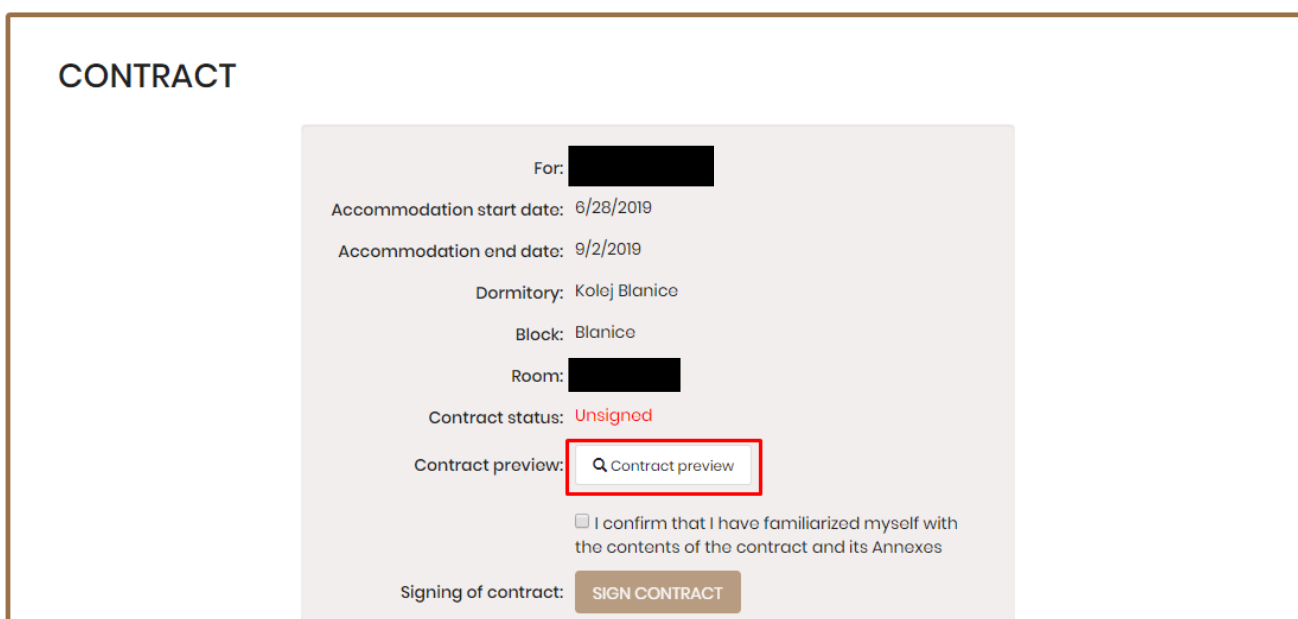 CONTRACT
For:
Accommodation start date: 6/28/2019
Accommodation end date: 9/2/2019
Dormitory: Kolej Blanice
Block: Blanice
Room:
Contract status: Unsigned
Contract preview: Contract preview
I confirm that I have familiarized myself with
the contents of the contract and its Annexes
Signing of contract: SIGN CONTRACT